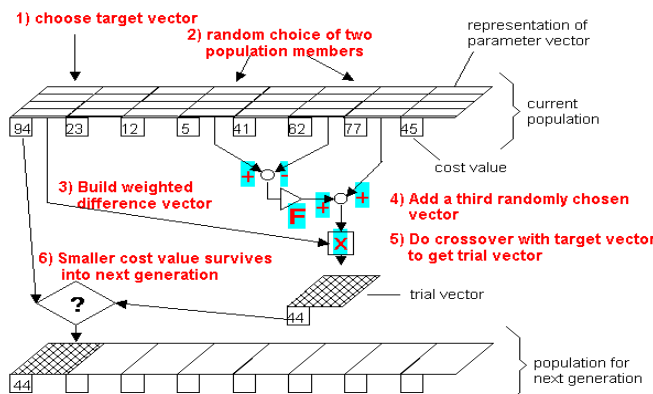 1) choose target vector
2) random choice of two
population members
representation of
parameter vector
current
population
94 23 12 5 41 62 77 45
cost value
+ -
3) Build weighted
difference vector
F + +
4) Add a third randomly chosen
vector
X
5) Do crossover with target vector
to get trial vector
6) Smaller cost value survives
into next generation
?
44
trial vector
44
population for
next generation